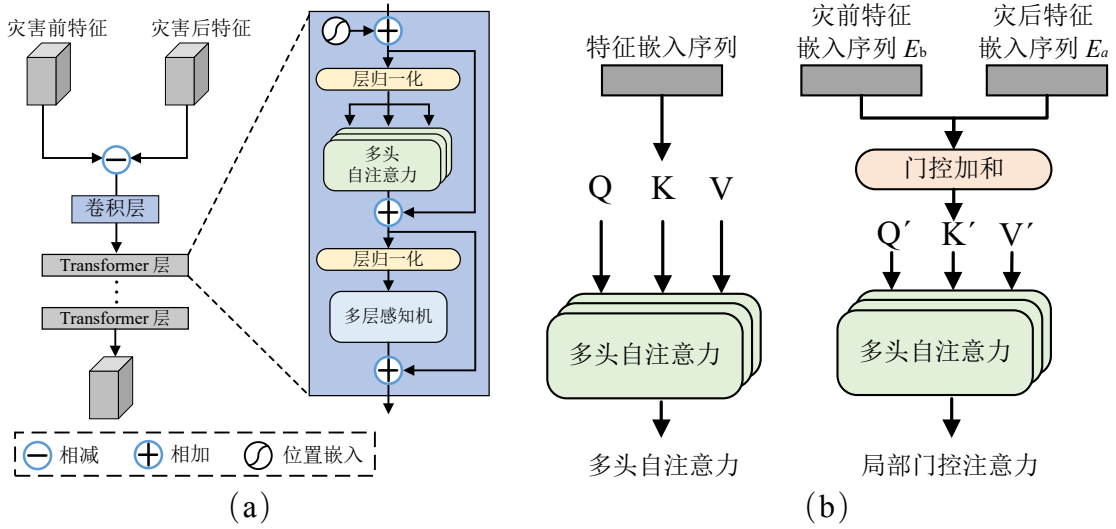 灾害前特征
灾害后特征
卷积层
Transformer 层
Transformer 层
层归一化
多头
自注意力
层归一化
多层感知机
相减
相加
位置嵌入
(a)
特征嵌入序列
Q
K
V
多头自注意力
多头自注意力
灾前特征
嵌入序列 Eb
灾后特征
嵌入序列 Ea
门控加和
Q′
K′
V′
多头自注意力
局部门控注意力
(b)